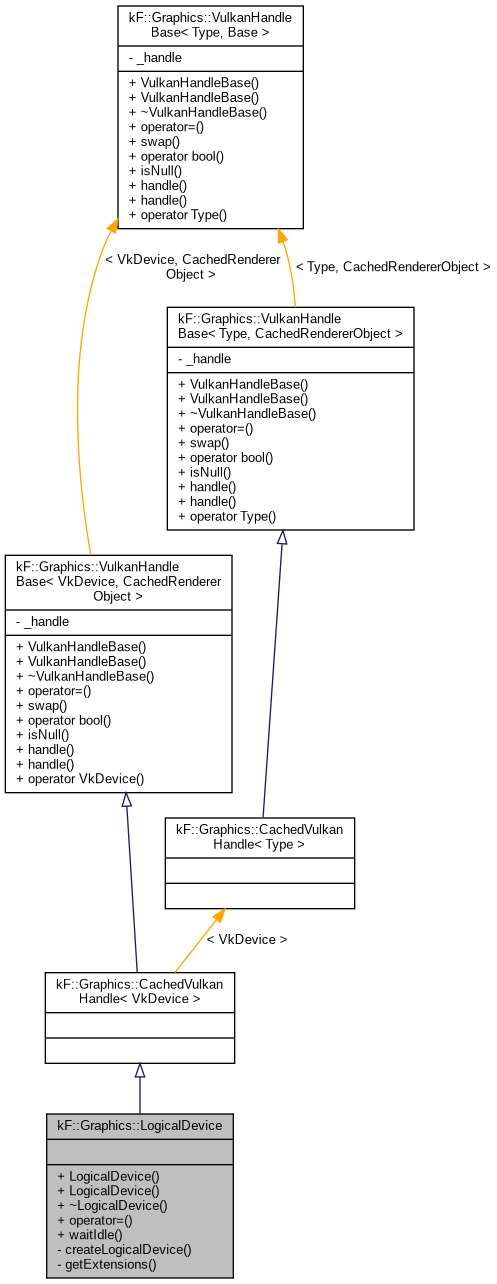 kF::Graphics::VulkanHandle
Base< Type, Base >
- _handle
+ VulkanHandleBase()
+ VulkanHandleBase()
+ ~VulkanHandleBase()
+ operator=()
+ swap()
+ operator bool()
+ isNull()
+ handle()
+ handle()
+ operator Type()
< VkDevice, CachedRenderer
Object >
< Type, CachedRendererObject >
kF::Graphics::VulkanHandle
Base< Type, CachedRendererObject >
- _handle
+ VulkanHandleBase()
+ VulkanHandleBase()
+ ~VulkanHandleBase()
+ operator=()
+ swap()
+ operator bool()
+ isNull()
+ handle()
+ handle()
+ operator Type()
kF::Graphics::VulkanHandle
Base< VkDevice, CachedRenderer
Object >
- _handle
+ VulkanHandleBase()
+ VulkanHandleBase()
+ ~VulkanHandleBase()
+ operator=()
+ swap()
+ operator bool()
+ isNull()
+ handle()
+ handle()
+ operator VkDevice()
kF::Graphics::CachedVulkan
Handle< Type >
< VkDevice >
kF::Graphics::CachedVulkan
Handle< VkDevice >
kF::Graphics::LogicalDevice
+ LogicalDevice()
+ LogicalDevice()
+ ~LogicalDevice()
+ operator=()
+ waitIdle()
- createLogicalDevice()
- getExtensions()